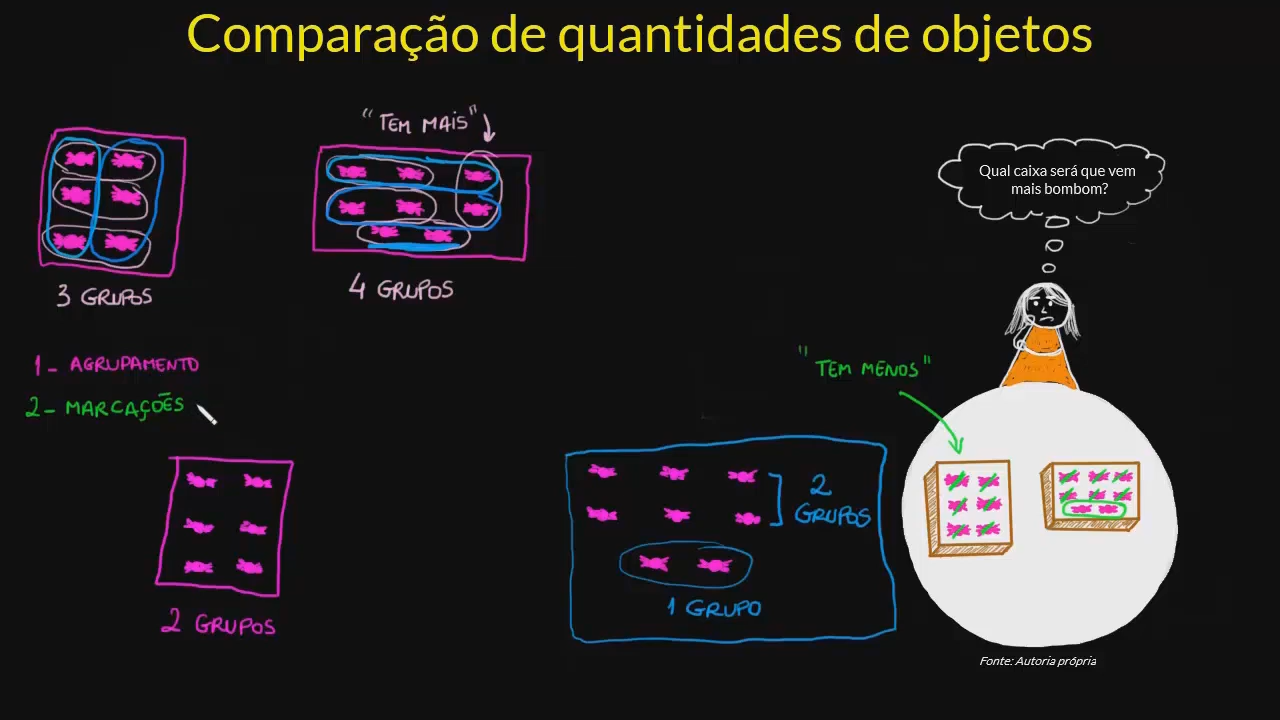 Comparação de quantidades de objetos
"TEM MAIS"
3 GRUPOS
4 GRUPOS
Qual caixa será que vem
mais bombom?
1- AGRUPAMENTO
2- MARCAÇÕES
"TEM MENOS"
2 GRUPOS
2
GRUPOS
1 GRUPO
Fonte: Autoria própria